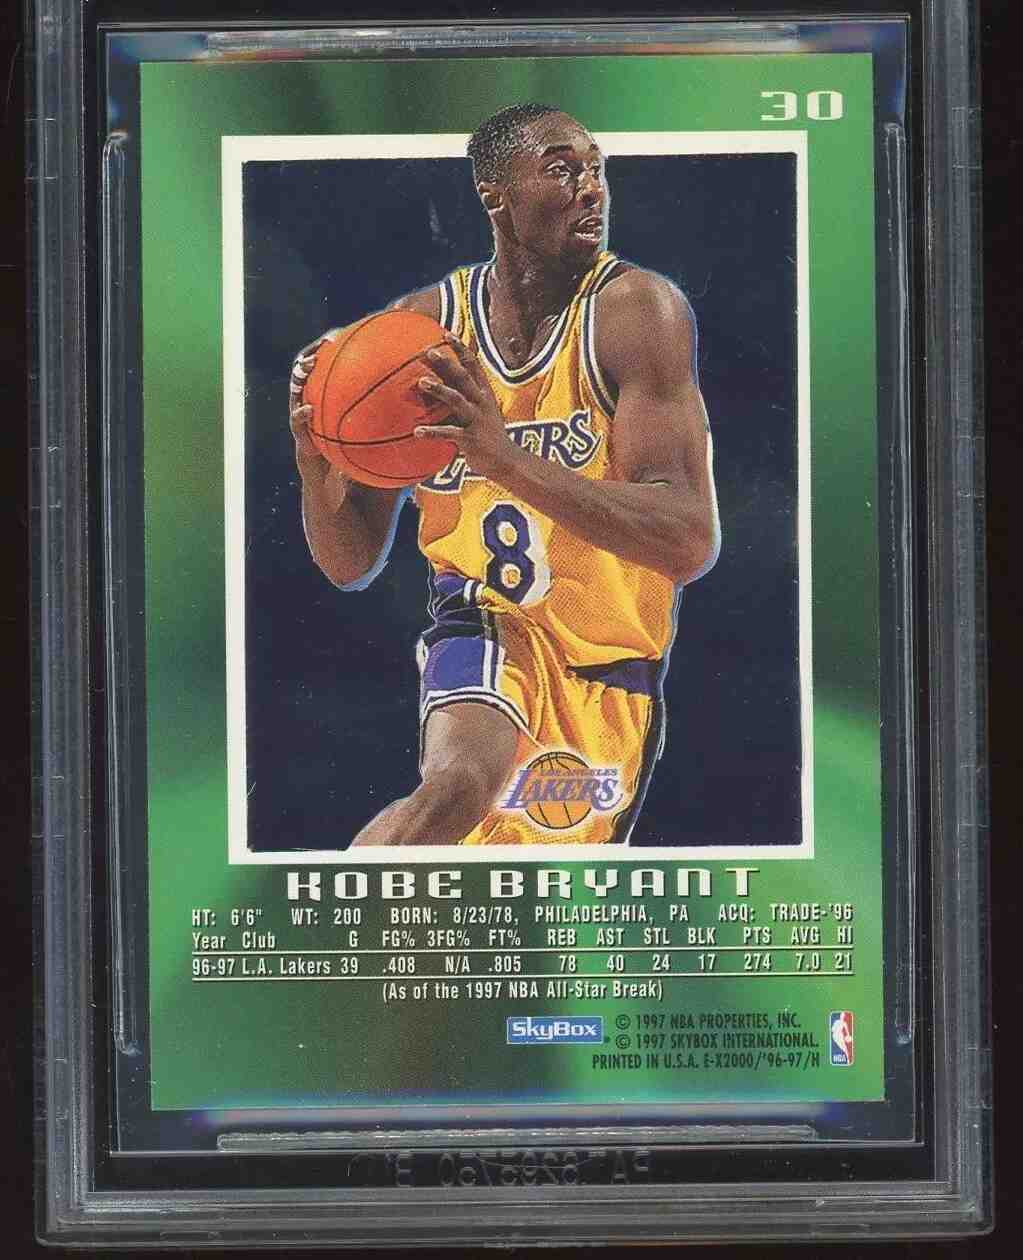 30
LAKERS
8
LOS ANGELES
LAKERS
KOBE BRYANT
HT: 6'6" WT: 200 BORN: 8/23/78, PHILADELPHIA, PA ACQ: TRADE-'96
Year Club G FG% 3FG% FT% REB AST STL BLK PTS AVG HI
96-97 L.A. Lakers 39 .408 N/A .805 78 40 24 17 274 7.0 21
(As of the 1997 NBA All-Star Break)
SkyBox ® © 1997 NBA PROPERTIES, INC.
© 1997 SKYBOX INTERNATIONAL.
PRINTED IN U.S.A. E-X2000/'96-97/H
NBA